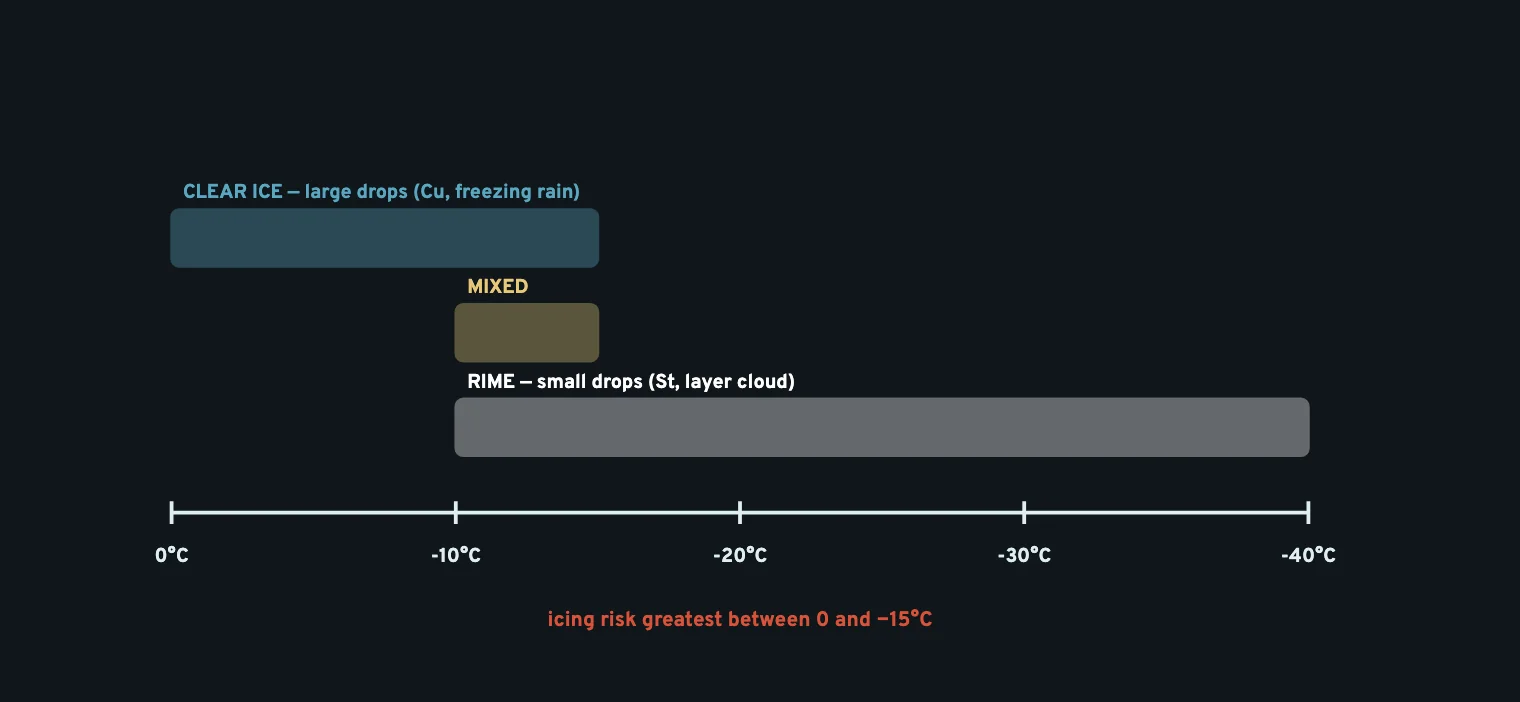 CLEAR ICE – large drops (Cu, freezing rain)
MIXED
RIME – small drops (St, layer cloud)
0°C -10°C -20°C -30°C -40°C
icing risk greatest between 0 and −15°C